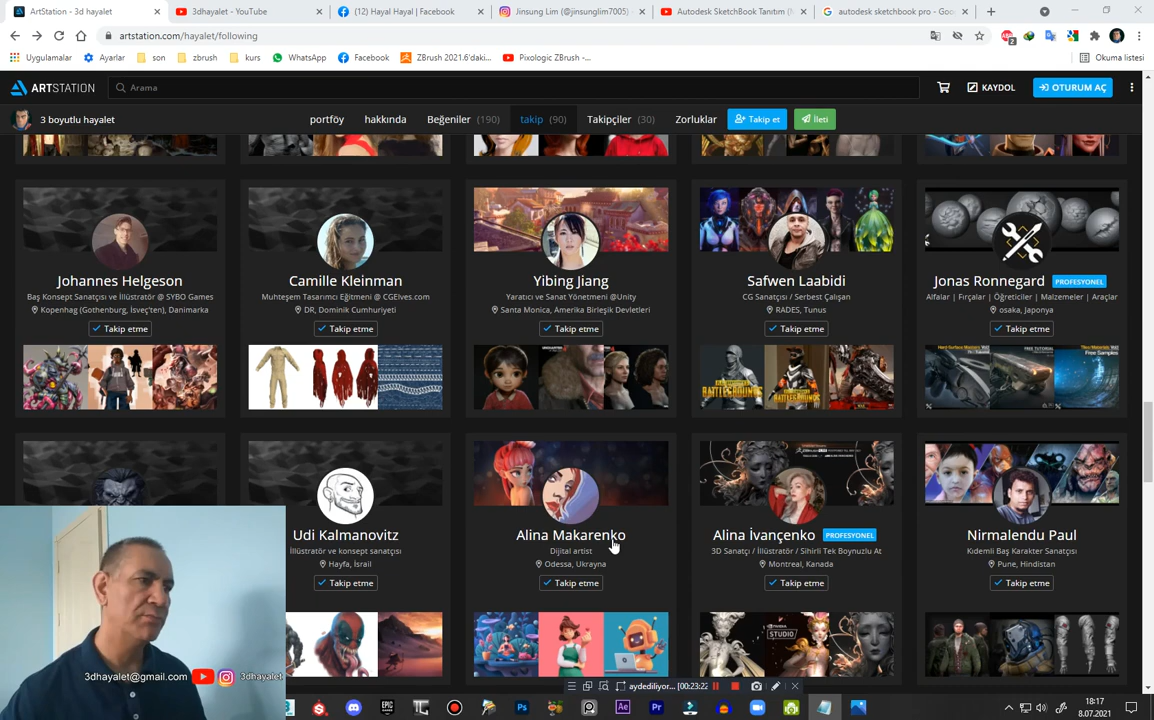 ArtStation - 3d hayalet
3dhayalet - YouTube
(12) Hayal Hayal | Facebook
Jinsung Lim (@jinsunglim7005)
Autodesk SketchBook Tanıtım (M
autodesk sketchbook pro - Goo
artstation.com/hayalet/following
Uygulamalar
Ayarlar
son
zbrush
kurs
WhatsApp
Facebook
ZBrush 2021.6'daki...
Pixologic ZBrush -...
Okuma listesi
ARTSTATION
Arama
KAYDOL
OTURUM AÇ
3 boyutlu hayalet
portföy
hakkında
Beğeniler (190)
takip (90)
Takipçiler (30)
Zorluklar
Takip et
İleti
Johannes Helgeson
Baş Konsept Sanatçısı ve İllüstratör @ SYBO Games
Kopenhag (Gothenburg, İsveç'ten), Danimarka
Takip etme
Camille Kleinman
Muhteşem Tasarımcı Eğitmeni @ CGElves.com
DR, Dominik Cumhuriyeti
Takip etme
Yibing Jiang
Yaratıcı ve Sanat Yönetmeni @Unity
Santa Monica, Amerika Birleşik Devletleri
Takip etme
Safwen Laabidi
CG Sanatçısı / Serbest Çalışan
RADES, Tunus
Takip etme
Jonas Ronnegard PROFESYONEL
Alfalar | Fırçalar | Öğreticiler | Malzemeler | Araçlar
osaka, Japonya
Takip etme
BATTLEGROUNDS
BATTLEGROUNDS
Udi Kalmanovitz
İllüstratör ve konsept sanatçısı
Hayfa, İsrail
Takip etme
Alina Makarenko
Dijital artist
Odessa, Ukrayna
Takip etme
Alina İvançenko PROFESYONEL
3D Sanatçı / İllüstratör / Sihirli Tek Boynuzlu At
Montreal, Kanada
Takip etme
Nirmalendu Paul
Kıdemli Baş Karakter Sanatçısı
Pune, Hindistan
Takip etme
STUDIO
3dhayalet@gmail.com
3dhayalet
aydediliyor... [00:23:22]
18:17
8.07.2021